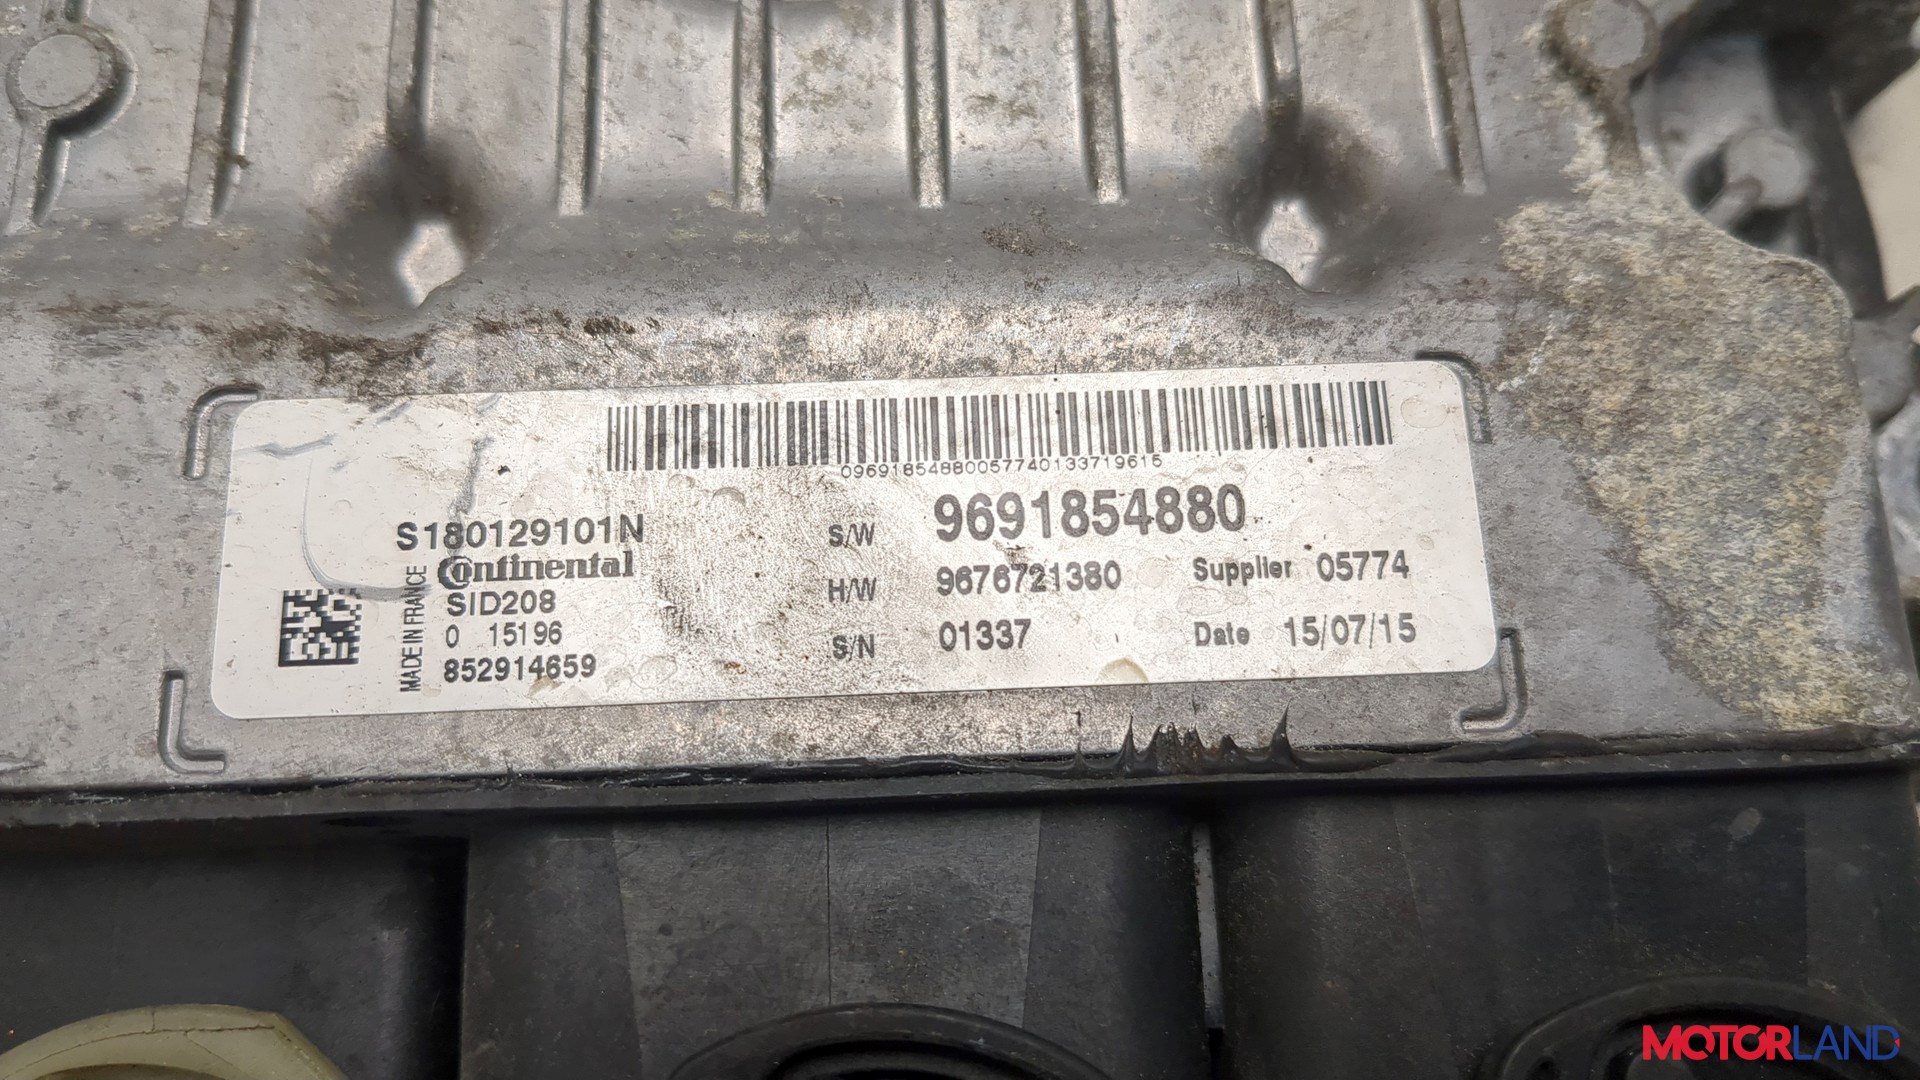 09691854880057740133719615
S180129101N
Continental
MADE IN FRANCE
SID208
0 15196
852914659
S/W 9691854880
H/W 9676721380 Supplier 05774
S/N 01337 Date 15/07/15
MOTORLAND